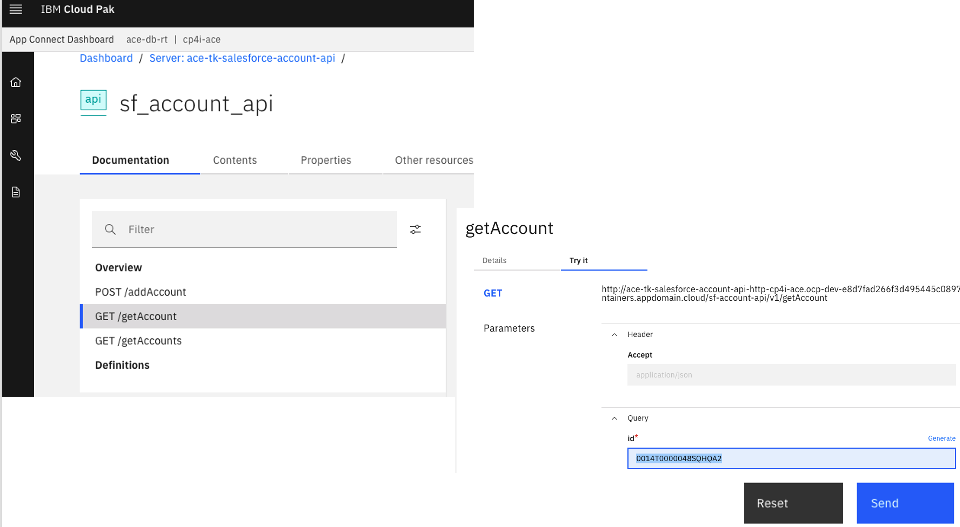 IBM Cloud Pak
App Connect Dashboard ace-db-rt | cp4i-ace
Dashboard / Server: ace-tk-salesforce-account-api /
api sf_account_api
Documentation Contents Properties Other resources
Filter
Overview
POST /addAccount
GET /getAccount
GET /getAccounts
Definitions
getAccount
Details Try it
GET http://ace-tk-salesforce-account-api-http-cp4i-ace.ocp-dev-e8d7fad266f3d495445c0897
ntainers.appdomain.cloud/sf-account-api/v1/getAccount
Parameters
Header
Accept
application/json
Query
id* Generate
0014T0000048SQHQA2
Reset Send